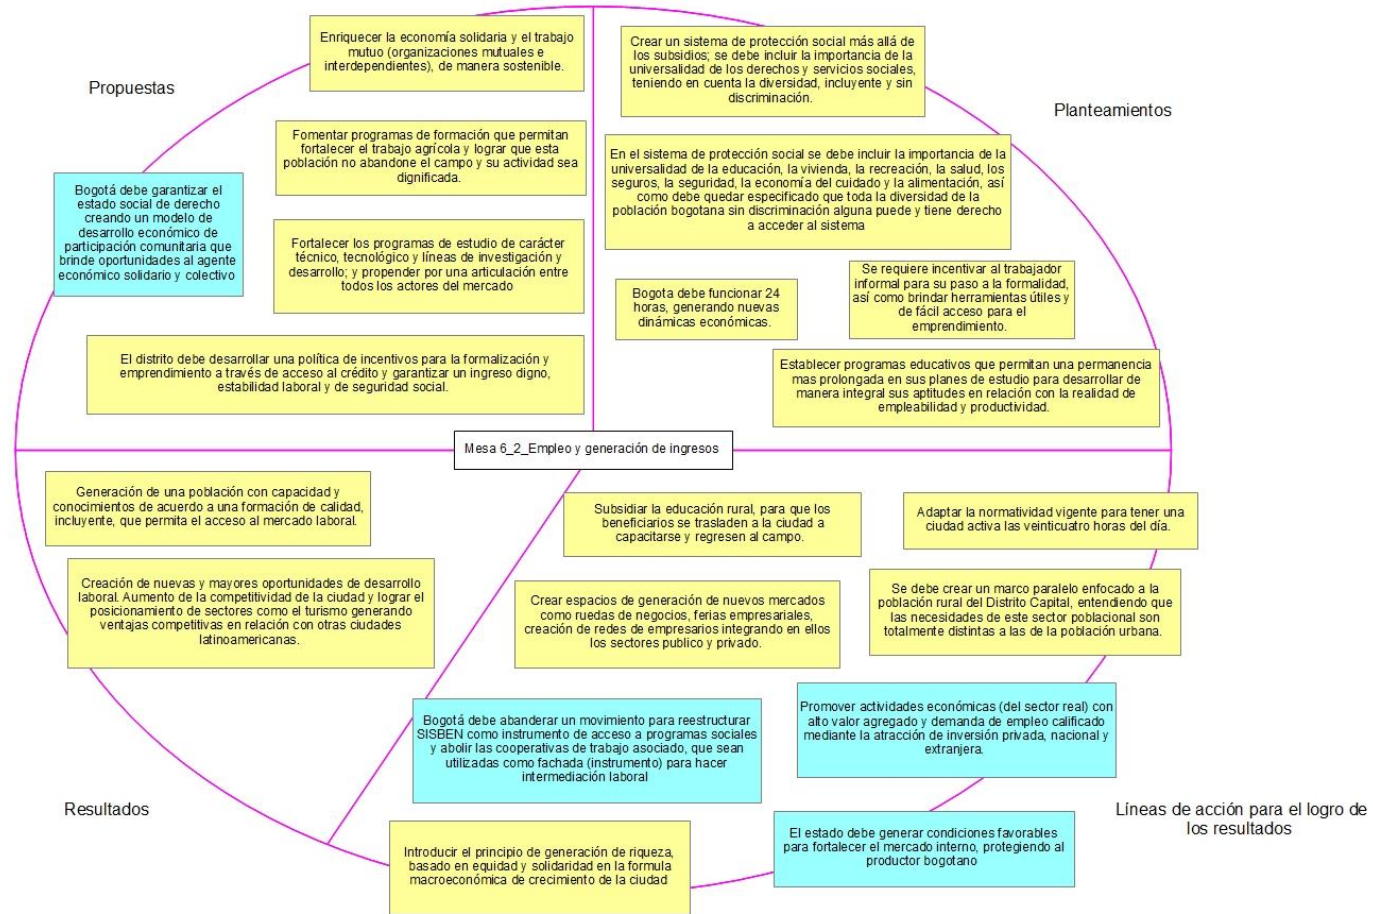 Propuestas
Enriquecer la economía solidaria y el trabajo
mutuo (organizaciones mutuales e
interdependientes), de manera sostenible.
Fomentar programas de formación que permitan
fortalecer el trabajo agrícola y lograr que esta
población no abandone el campo y su actividad sea
dignificada.
Bogotá debe garantizar el
estado social de derecho
creando un modelo de
desarrollo económico de
participación comunitaria que
brinde oportunidades al agente
económico solidario y colectivo
Fortalecer los programas de estudio de carácter
técnico, tecnológico y líneas de investigación y
desarrollo; y propender por una articulación entre
todos los actores del mercado
El distrito debe desarrollar una política de incentivos para la formalización y
emprendimiento a través de acceso al crédito y garantizar un ingreso digno,
estabilidad laboral y de seguridad social.
Planteamientos
Crear un sistema de protección social más allá de
los subsidios; se debe incluir la importancia de la
universalidad de los derechos y servicios sociales,
teniendo en cuenta la diversidad, incluyente y sin
discriminación.
En el sistema de protección social se debe incluir la importancia de la
universalidad de la educación, la vivienda, la recreación, la salud, los
seguros, la seguridad, la economía del cuidado y la alimentación, así
como debe quedar especificado que toda la diversidad de la
población bogotana sin discriminación alguna puede y tiene derecho
a acceder al sistema
Bogota debe funcionar 24
horas, generando nuevas
dinámicas económicas.
Se requiere incentivar al trabajador
informal para su paso a la formalidad,
así como brindar herramientas útiles y
de fácil acceso para el
emprendimiento.
Establecer programas educativos que permitan una permanencia
mas prolongada en sus planes de estudio para desarrollar de
manera integral sus aptitudes en relación con la realidad de
empleabilidad y productividad.
Mesa 6_2_Empleo y generación de ingresos
Generación de una población con capacidad y
conocimientos de acuerdo a una formación de calidad,
incluyente, que permita el acceso al mercado laboral.
Creación de nuevas y mayores oportunidades de desarrollo
laboral. Aumento de la competitividad de la ciudad y lograr el
posicionamiento de sectores como el turismo generando
ventajas competitivas en relación con otras ciudades
latinoamericanas.
Resultados
Subsidiar la educación rural, para que los
beneficiarios se trasladen a la ciudad a
capacitarse y regresen al campo.
Adaptar la normatividad vigente para tener una
ciudad activa las veinticuatro horas del día.
Crear espacios de generación de nuevos mercados
como ruedas de negocios, ferias empresariales,
creación de redes de empresarios integrando en ellos
los sectores publico y privado.
Se debe crear un marco paralelo enfocado a la
población rural del Distrito Capital, entendiendo que
las necesidades de este sector poblacional son
totalmente distintas a las de la población urbana.
Bogotá debe abanderar un movimiento para reestructurar
SISBEN como instrumento de acceso a programas sociales
y abolir las cooperativas de trabajo asociado, que sean
utilizadas como fachada (instrumento) para hacer
intermediación laboral
Promover actividades económicas (del sector real) con
alto valor agregado y demanda de empleo calificado
mediante la atracción de inversión privada, nacional y
extranjera.
Introducir el principio de generación de riqueza,
basado en equidad y solidaridad en la formula
macroeconómica de crecimiento de la ciudad
El estado debe generar condiciones favorables
para fortalecer el mercado interno, protegiendo al
productor bogotano
Líneas de acción para el logro de
los resultados